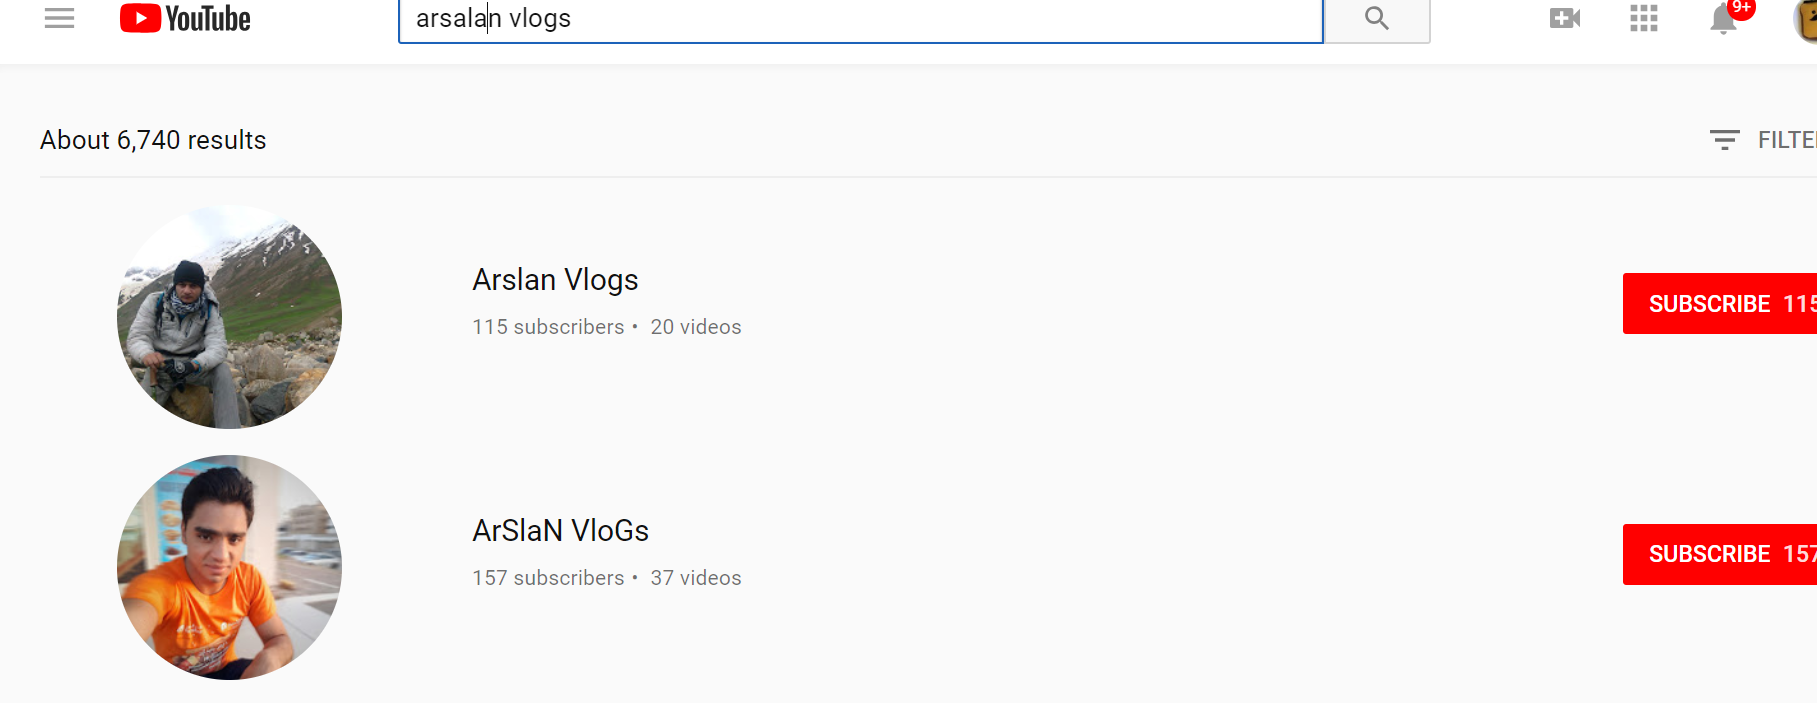 YouTube
arsalan vlogs
9+
About 6,740 results
FILTE
Arslan Vlogs
115 subscribers • 20 videos
SUBSCRIBE 115
ArSlaN VloGs
157 subscribers • 37 videos
SUBSCRIBE 157